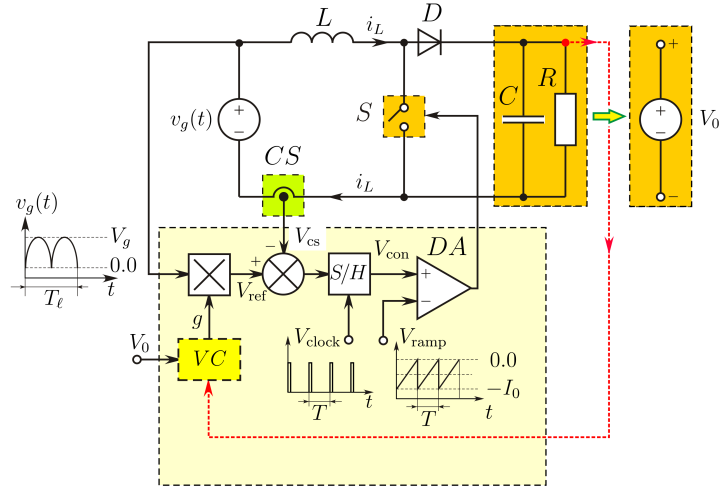 L
i_L
D
S
C
R
V_0
+
−
v_g(t)
+
−
+
−
CS
i_L
v_g(t)
V_g
0.0
t
T_ℓ
V_cs
−
+
V_ref
S/H
V_con
DA
+
−
g
V_0
VC
V_clock
T
t
V_ramp
0.0
−I_0
T
t